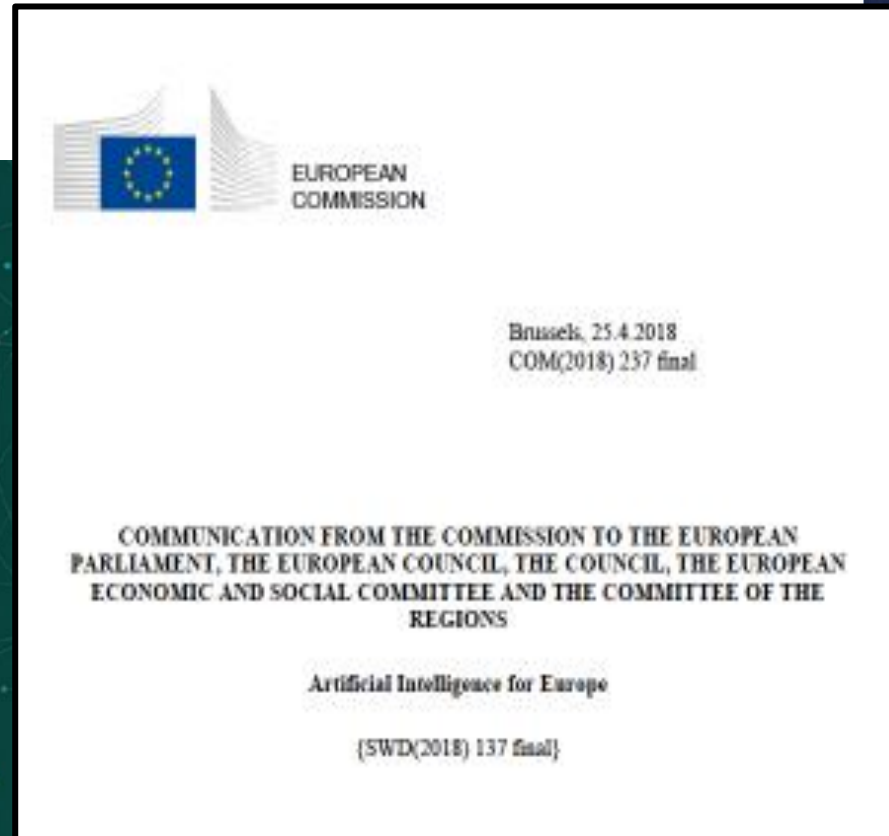 EUROPEAN
COMMISSION
Brussels, 25.4.2018
COM(2018) 237 final
COMMUNICATION FROM THE COMMISSION TO THE EUROPEAN
PARLIAMENT, THE EUROPEAN COUNCIL, THE COUNCIL, THE EUROPEAN
ECONOMIC AND SOCIAL COMMITTEE AND THE COMMITTEE OF THE
REGIONS
Artificial Intelligence for Europe
{SWD(2018) 137 final}